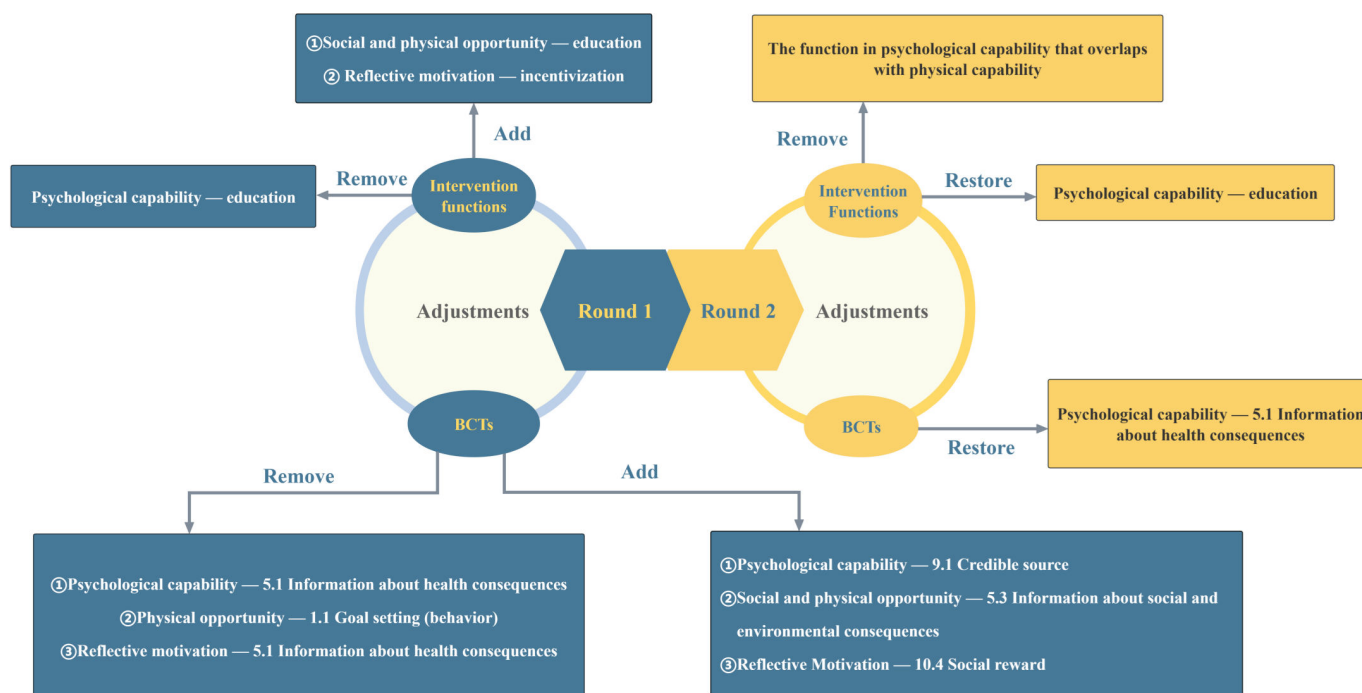 ①Social and physical opportunity — education
② Reflective motivation — incentivization
The function in psychological capability that overlaps
with physical capability
Add
Remove
Remove
Restore
Psychological capability — education
Intervention
functions
Intervention
Functions
Psychological capability — education
Adjustments
Round 1
Round 2
Adjustments
BCTs
BCTs
Restore
Psychological capability — 5.1 Information
about health consequences
Remove
Add
①Psychological capability — 5.1 Information about health consequences
②Physical opportunity — 1.1 Goal setting (behavior)
③Reflective motivation — 5.1 Information about health consequences
①Psychological capability — 9.1 Credible source
②Social and physical opportunity — 5.3 Information about social and
environmental consequences
③Reflective Motivation — 10.4 Social reward